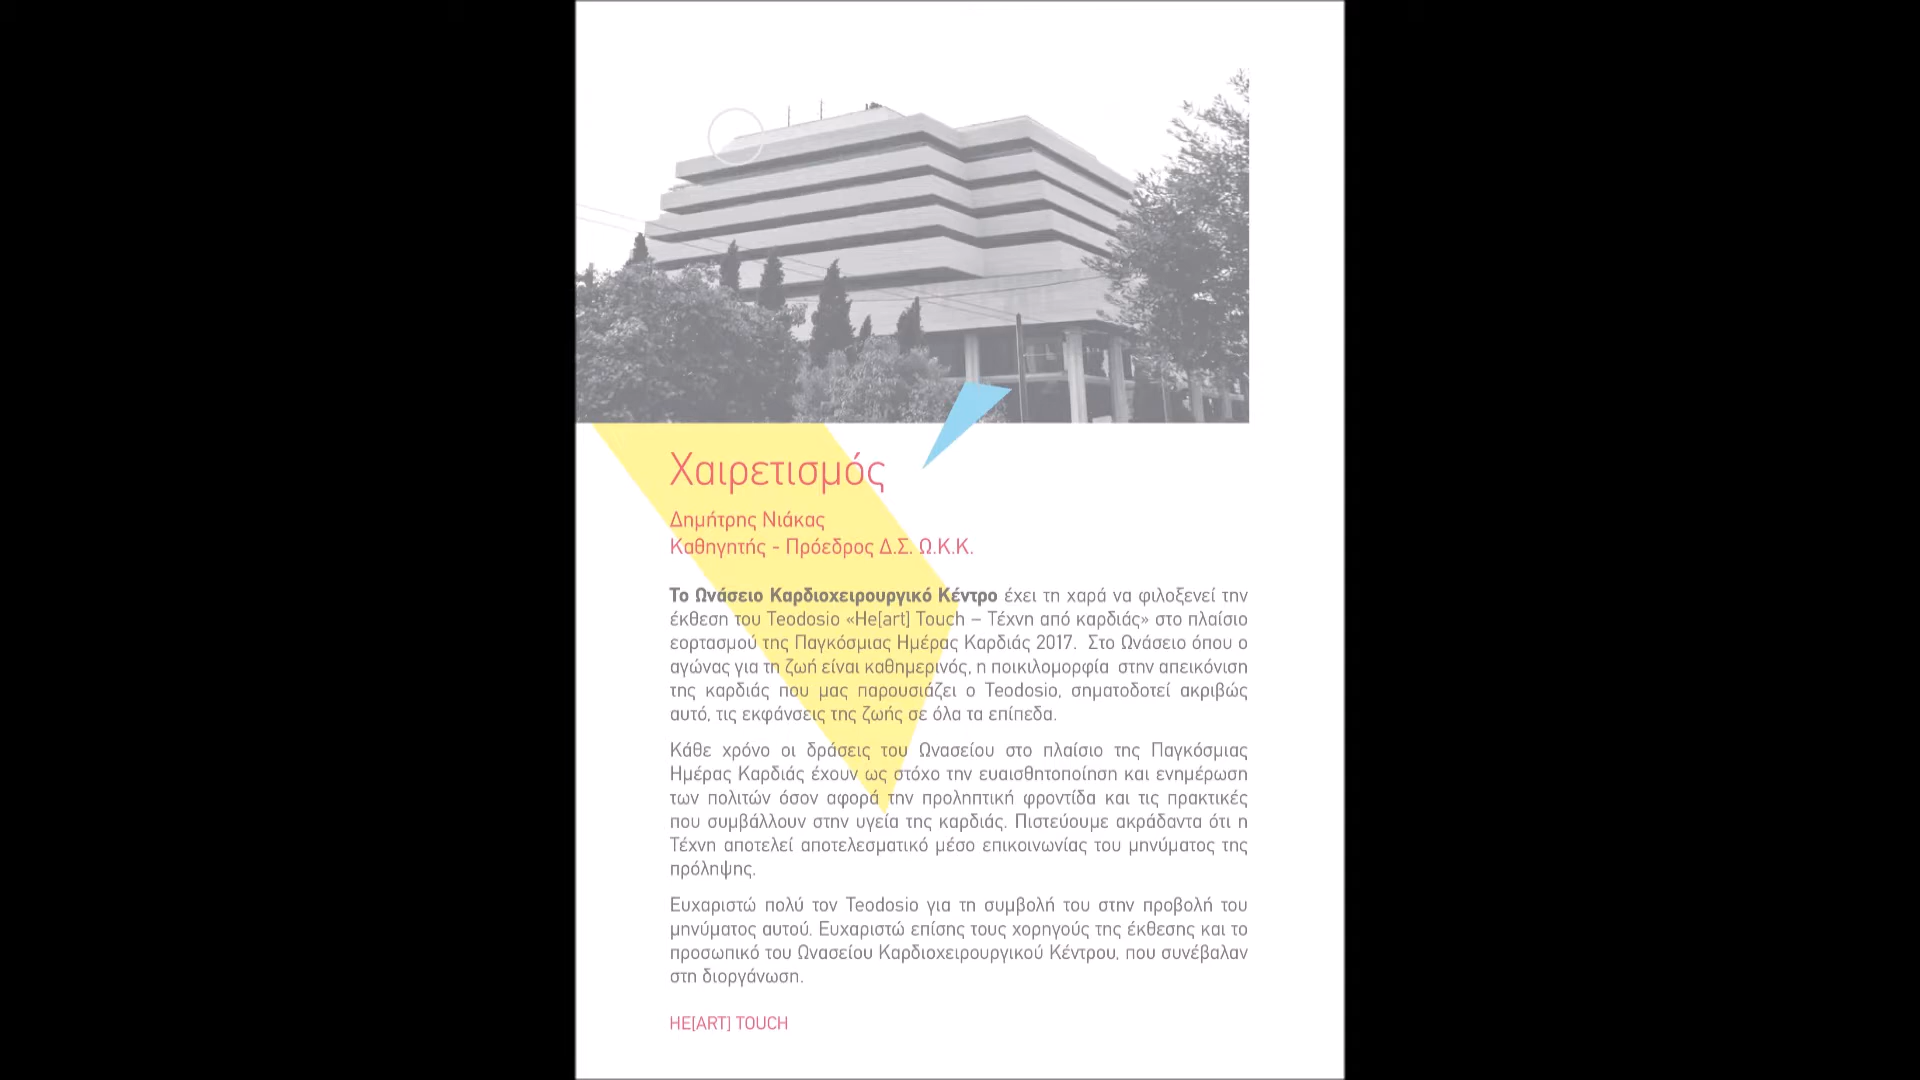 Χαιρετισμός
Δημήτρης Νιάκας
Καθηγητής - Πρόεδρος Δ.Σ. Ω.Κ.Κ.
Το Ωνάσειο Καρδιοχειρουργικό Κέντρο έχει τη χαρά να φιλοξενεί την
έκθεση του Teodosio «He[art] Touch – Τέχνη από καρδιάς» στο πλαίσιο
εορτασμού της Παγκόσμιας Ημέρας Καρδιάς 2017. Στο Ωνάσειο όπου ο
αγώνας για τη ζωή είναι καθημερινός, η ποικιλομορφία στην απεικόνιση
της καρδιάς που μας παρουσιάζει ο Teodosio, σηματοδοτεί ακριβώς
αυτό, τις εκφάνσεις της ζωής σε όλα τα επίπεδα.
Κάθε χρόνο οι δράσεις του Ωνασείου στο πλαίσιο της Παγκόσμιας
Ημέρας Καρδιάς έχουν ως στόχο την ευαισθητοποίηση και ενημέρωση
των πολιτών όσον αφορά την προληπτική φροντίδα και τις πρακτικές
που συμβάλλουν στην υγεία της καρδιάς. Πιστεύουμε ακράδαντα ότι η
Τέχνη αποτελεί αποτελεσματικό μέσο επικοινωνίας του μηνύματος της
πρόληψης.
Ευχαριστώ πολύ τον Teodosio για τη συμβολή του στην προβολή του
μηνύματος αυτού. Ευχαριστώ επίσης τους χορηγούς της έκθεσης και το
προσωπικό του Ωνασείου Καρδιοχειρουργικού Κέντρου, που συνέβαλαν
στη διοργάνωση.
HE[ART] TOUCH